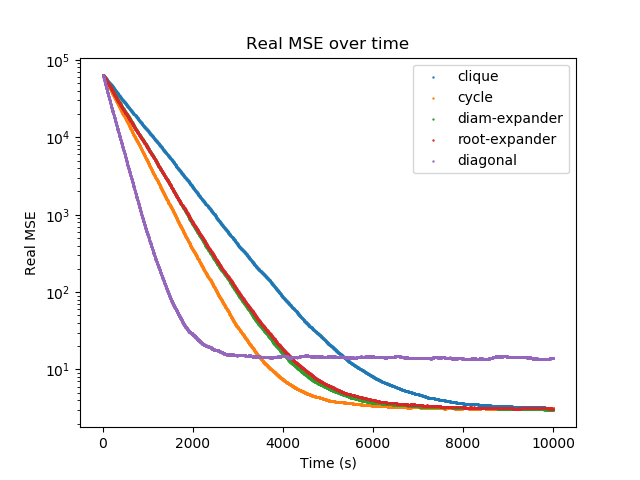 Real MSE over time
Real MSE
10^5
10^4
10^3
10^2
10^1
clique
cycle
diam-expander
root-expander
diagonal
0 2000 4000 6000 8000 10000
Time (s)